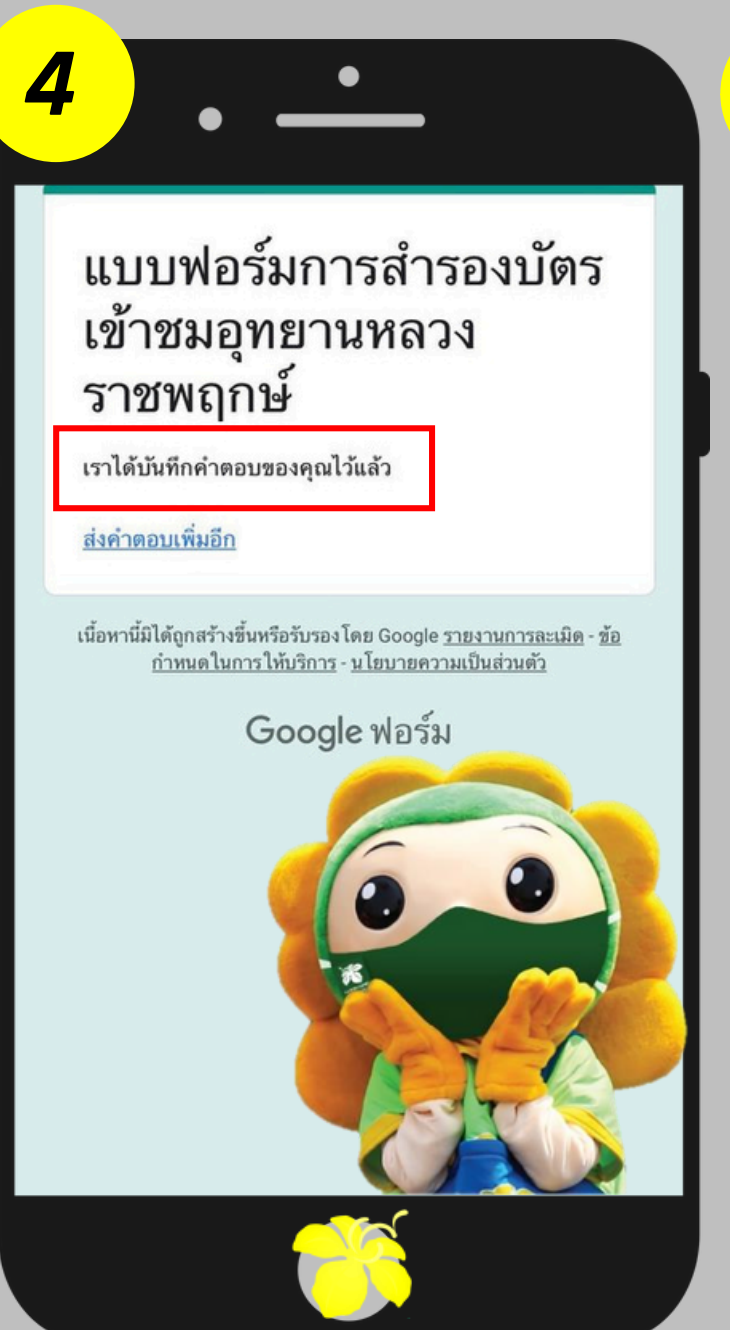 4
แบบฟอร์มการสำรองบัตร
เข้าชมอุทยานหลวง
ราชพฤกษ์
เราได้บันทึกคำตอบของคุณไว้แล้ว
ส่งคำตอบเพิ่มอีก
เนื้อหานี้มิได้ถูกสร้างขึ้นหรือรับรองโดย Google รายงานการละเมิด - ข้อ
กำหนดในการให้บริการ - นโยบายความเป็นส่วนตัว
Google ฟอร์ม